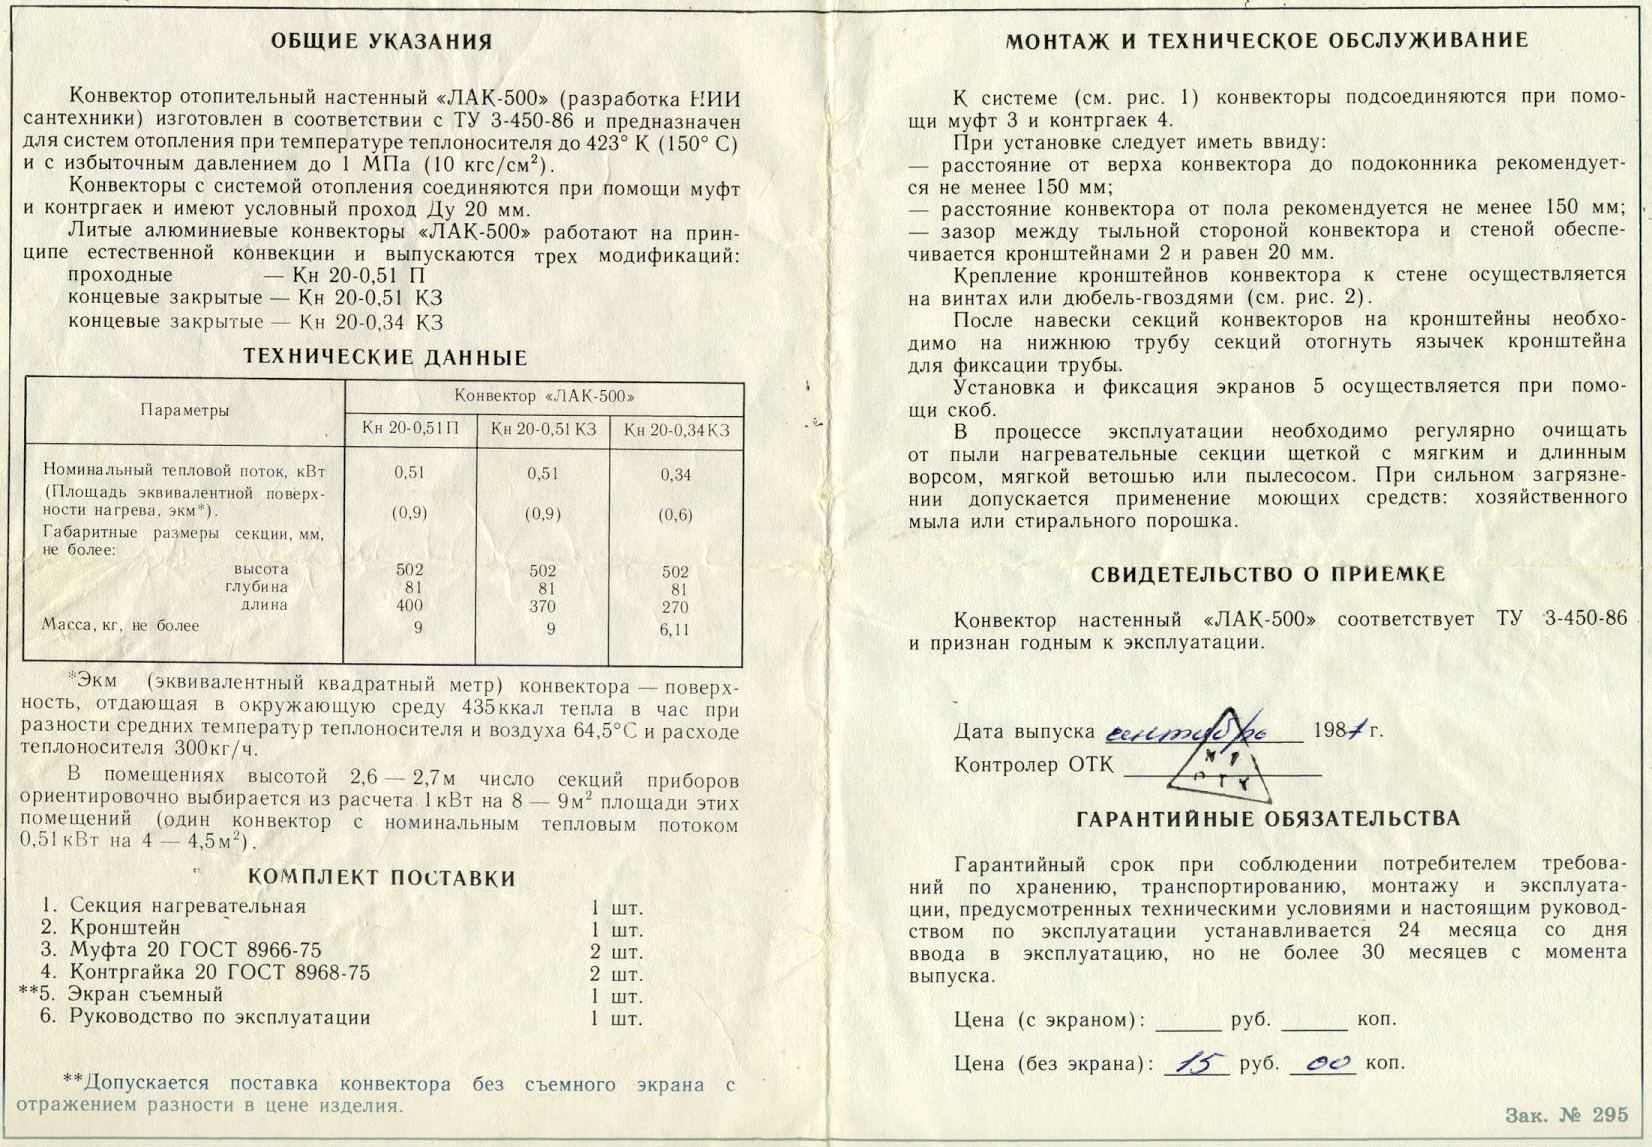 ОБЩИЕ УКАЗАНИЯ
Конвектор отопительный настенный «ЛАК-500» (разработка НИИ
сантехники) изготовлен в соответствии с ТУ 3-450-86 и предназначен
для систем отопления при температуре теплоносителя до 423° К (150° С)
и с избыточным давлением до 1 МПа (10 кгс/см²).
Конвекторы с системой отопления соединяются при помощи муфт
и контргаек и имеют условный проход Ду 20 мм.
Литые алюминиевые конвекторы «ЛАК-500» работают на прин-
ципе естественной конвекции и выпускаются трех модификаций:
проходные — Кн 20-0,51 П
концевые закрытые — Кн 20-0,51 КЗ
концевые закрытые — Кн 20-0,34 КЗ
ТЕХНИЧЕСКИЕ ДАННЫЕ
Параметры
Конвектор «ЛАК-500»
Кн 20-0,51 П Кн 20-0,51 КЗ Кн 20-0,34 КЗ
Номинальный тепловой поток, кВт 0,51 0,51 0,34
(Площадь эквивалентной поверх-
ности нагрева, экм*). (0,9) (0,9) (0,6)
Габаритные размеры секции, мм,
не более:
высота 502 502 502
глубина 81 81 81
длина 400 370 270
Масса, кг, не более 9 9 6,11
*Экм (эквивалентный квадратный метр) конвектора — поверх-
ность, отдающая в окружающую среду 435ккал тепла в час при
разности средних температур теплоносителя и воздуха 64,5°С и расходе
теплоносителя 300кг/ч.
В помещениях высотой 2,6 — 2,7м число секций приборов
ориентировочно выбирается из расчета 1кВт на 8 — 9м² площади этих
помещений (один конвектор с номинальным тепловым потоком
0,51кВт на 4 — 4,5м²).
КОМПЛЕКТ ПОСТАВКИ
1. Секция нагревательная 1 шт.
2. Кронштейн 1 шт.
3. Муфта 20 ГОСТ 8966-75 2 шт.
4. Контргайка 20 ГОСТ 8968-75 2 шт.
**5. Экран съемный 1 шт.
6. Руководство по эксплуатации 1 шт.
**Допускается поставка конвектора без съемного экрана с
отражением разности в цене изделия.
МОНТАЖ И ТЕХНИЧЕСКОЕ ОБСЛУЖИВАНИЕ
К системе (см. рис. 1) конвекторы подсоединяются при помо-
щи муфт 3 и контргаек 4.
При установке следует иметь ввиду:
— расстояние от верха конвектора до подоконника рекомендует-
ся не менее 150 мм;
— расстояние конвектора от пола рекомендуется не менее 150 мм;
— зазор между тыльной стороной конвектора и стеной обеспе-
чивается кронштейнами 2 и равен 20 мм.
Крепление кронштейнов конвектора к стене осуществляется
на винтах или дюбель-гвоздями (см. рис. 2).
После навески секций конвекторов на кронштейны необхо-
димо на нижнюю трубу секций отогнуть язычек кронштейна
для фиксации трубы.
Установка и фиксация экранов 5 осуществляется при помо-
щи скоб.
В процессе эксплуатации необходимо регулярно очищать
от пыли нагревательные секции щеткой с мягким и длинным
ворсом, мягкой ветошью или пылесосом. При сильном загрязне-
нии допускается применение моющих средств: хозяйственного
мыла или стирального порошка.
СВИДЕТЕЛЬСТВО О ПРИЕМКЕ
Конвектор настенный «ЛАК-500» соответствует ТУ 3-450-86
и признан годным к эксплуатации.
Дата выпуска 1987 г.
Контролер ОТК
ГАРАНТИЙНЫЕ ОБЯЗАТЕЛЬСТВА
Гарантийный срок при соблюдении потребителем требова-
ний по хранению, транспортированию, монтажу и эксплуата-
ции, предусмотренных техническими условиями и настоящим руковод-
ством по эксплуатации устанавливается 24 месяца со дня
ввода в эксплуатацию, но не более 30 месяцев с момента
выпуска.
Цена (с экраном): руб. коп.
Цена (без экрана): 15 руб. 00 коп.
Зак. № 295